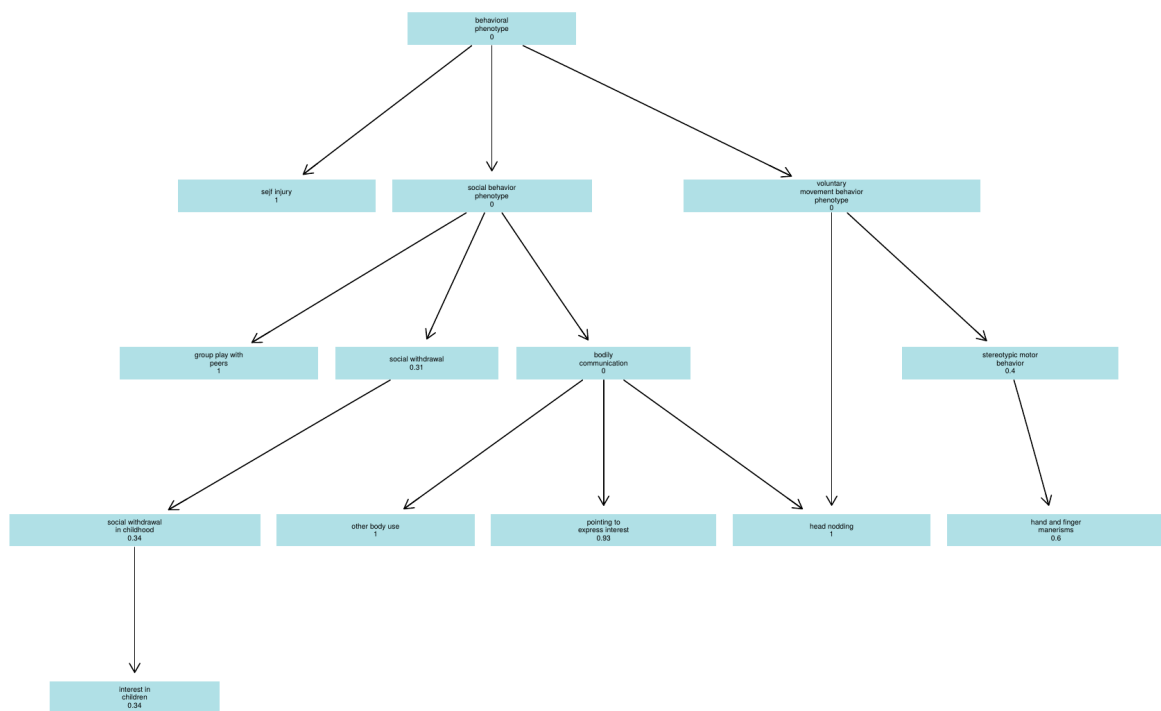 behavioral
phenotype
0
sejf injury
1
social behavior
phenotype
0
voluntary
movement behavior
phenotype
0
group play with
peers
1
social withdrawal
0.31
bodily
communication
0
stereotypic motor
behavior
0.4
social withdrawal
in childhood
0.34
other body use
1
pointing to
express interest
0.93
head nodding
1
hand and finger
manerisms
0.6
interest in
children
0.34